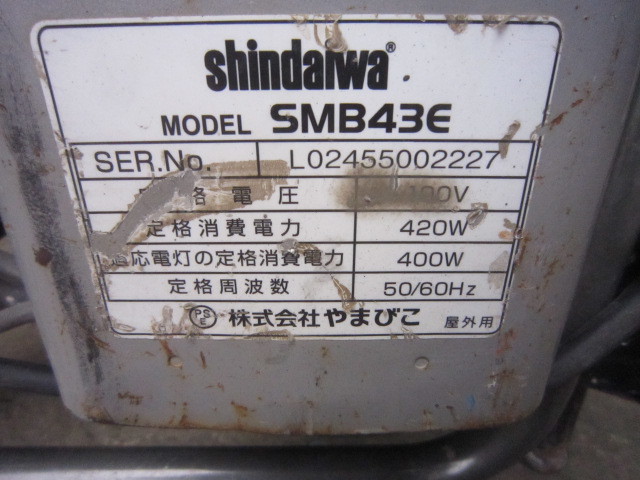 shindaiwa®
MODEL SMB43E
SER.No. L02455002227
格電圧 100V
定格消費電力 420W
適応電灯の定格消費電力 400W
定格周波数 50/60Hz
PSE 株式会社やまびこ 屋外用